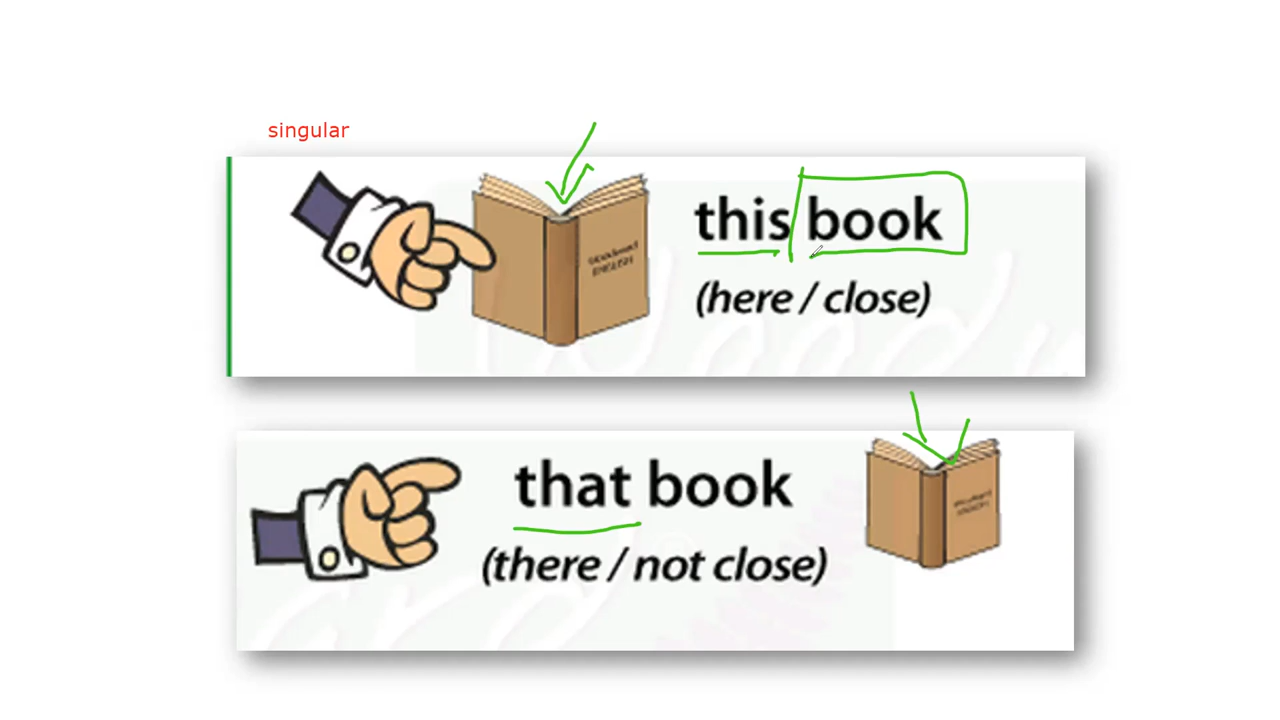 singular
this book
(here / close)
that book
(there / not close)